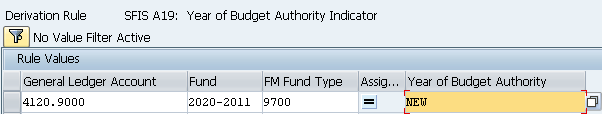 Derivation Rule SFIS A19: Year of Budget Authority Indicator
No Value Filter Active
Rule Values
General Ledger Account Fund FM Fund Type Assig... Year of Budget Authority
4120.9000 2020-2011 9700 = NEW